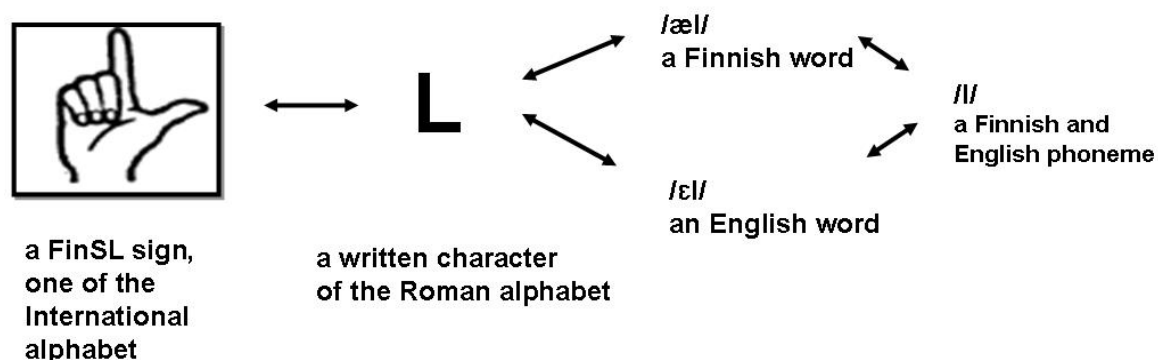 /æl/
a Finnish word
L
/l/
a Finnish and
English phoneme
/ɛl/
an English word
a FinSL sign,
one of the
International
alphabet
a written character
of the Roman alphabet